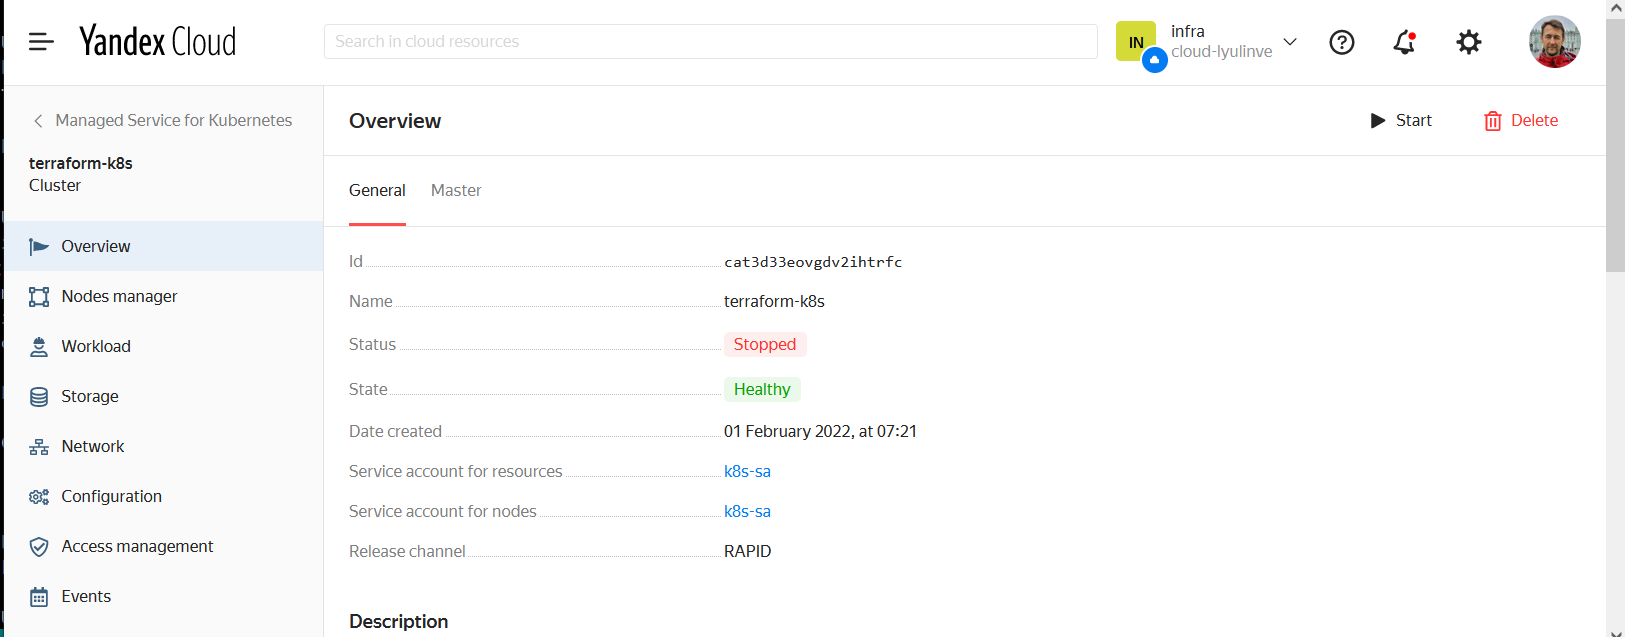 Yandex Cloud
Search in cloud resources
IN
infra
cloud-lyulinve
Managed Service for Kubernetes
terraform-k8s
Cluster
Overview
Nodes manager
Workload
Storage
Network
Configuration
Access management
Events
Overview
Start
Delete
General Master
Id cat3d33eovgdv2ihtrfc
Name terraform-k8s
Status Stopped
State Healthy
Date created 01 February 2022, at 07:21
Service account for resources k8s-sa
Service account for nodes k8s-sa
Release channel RAPID
Description